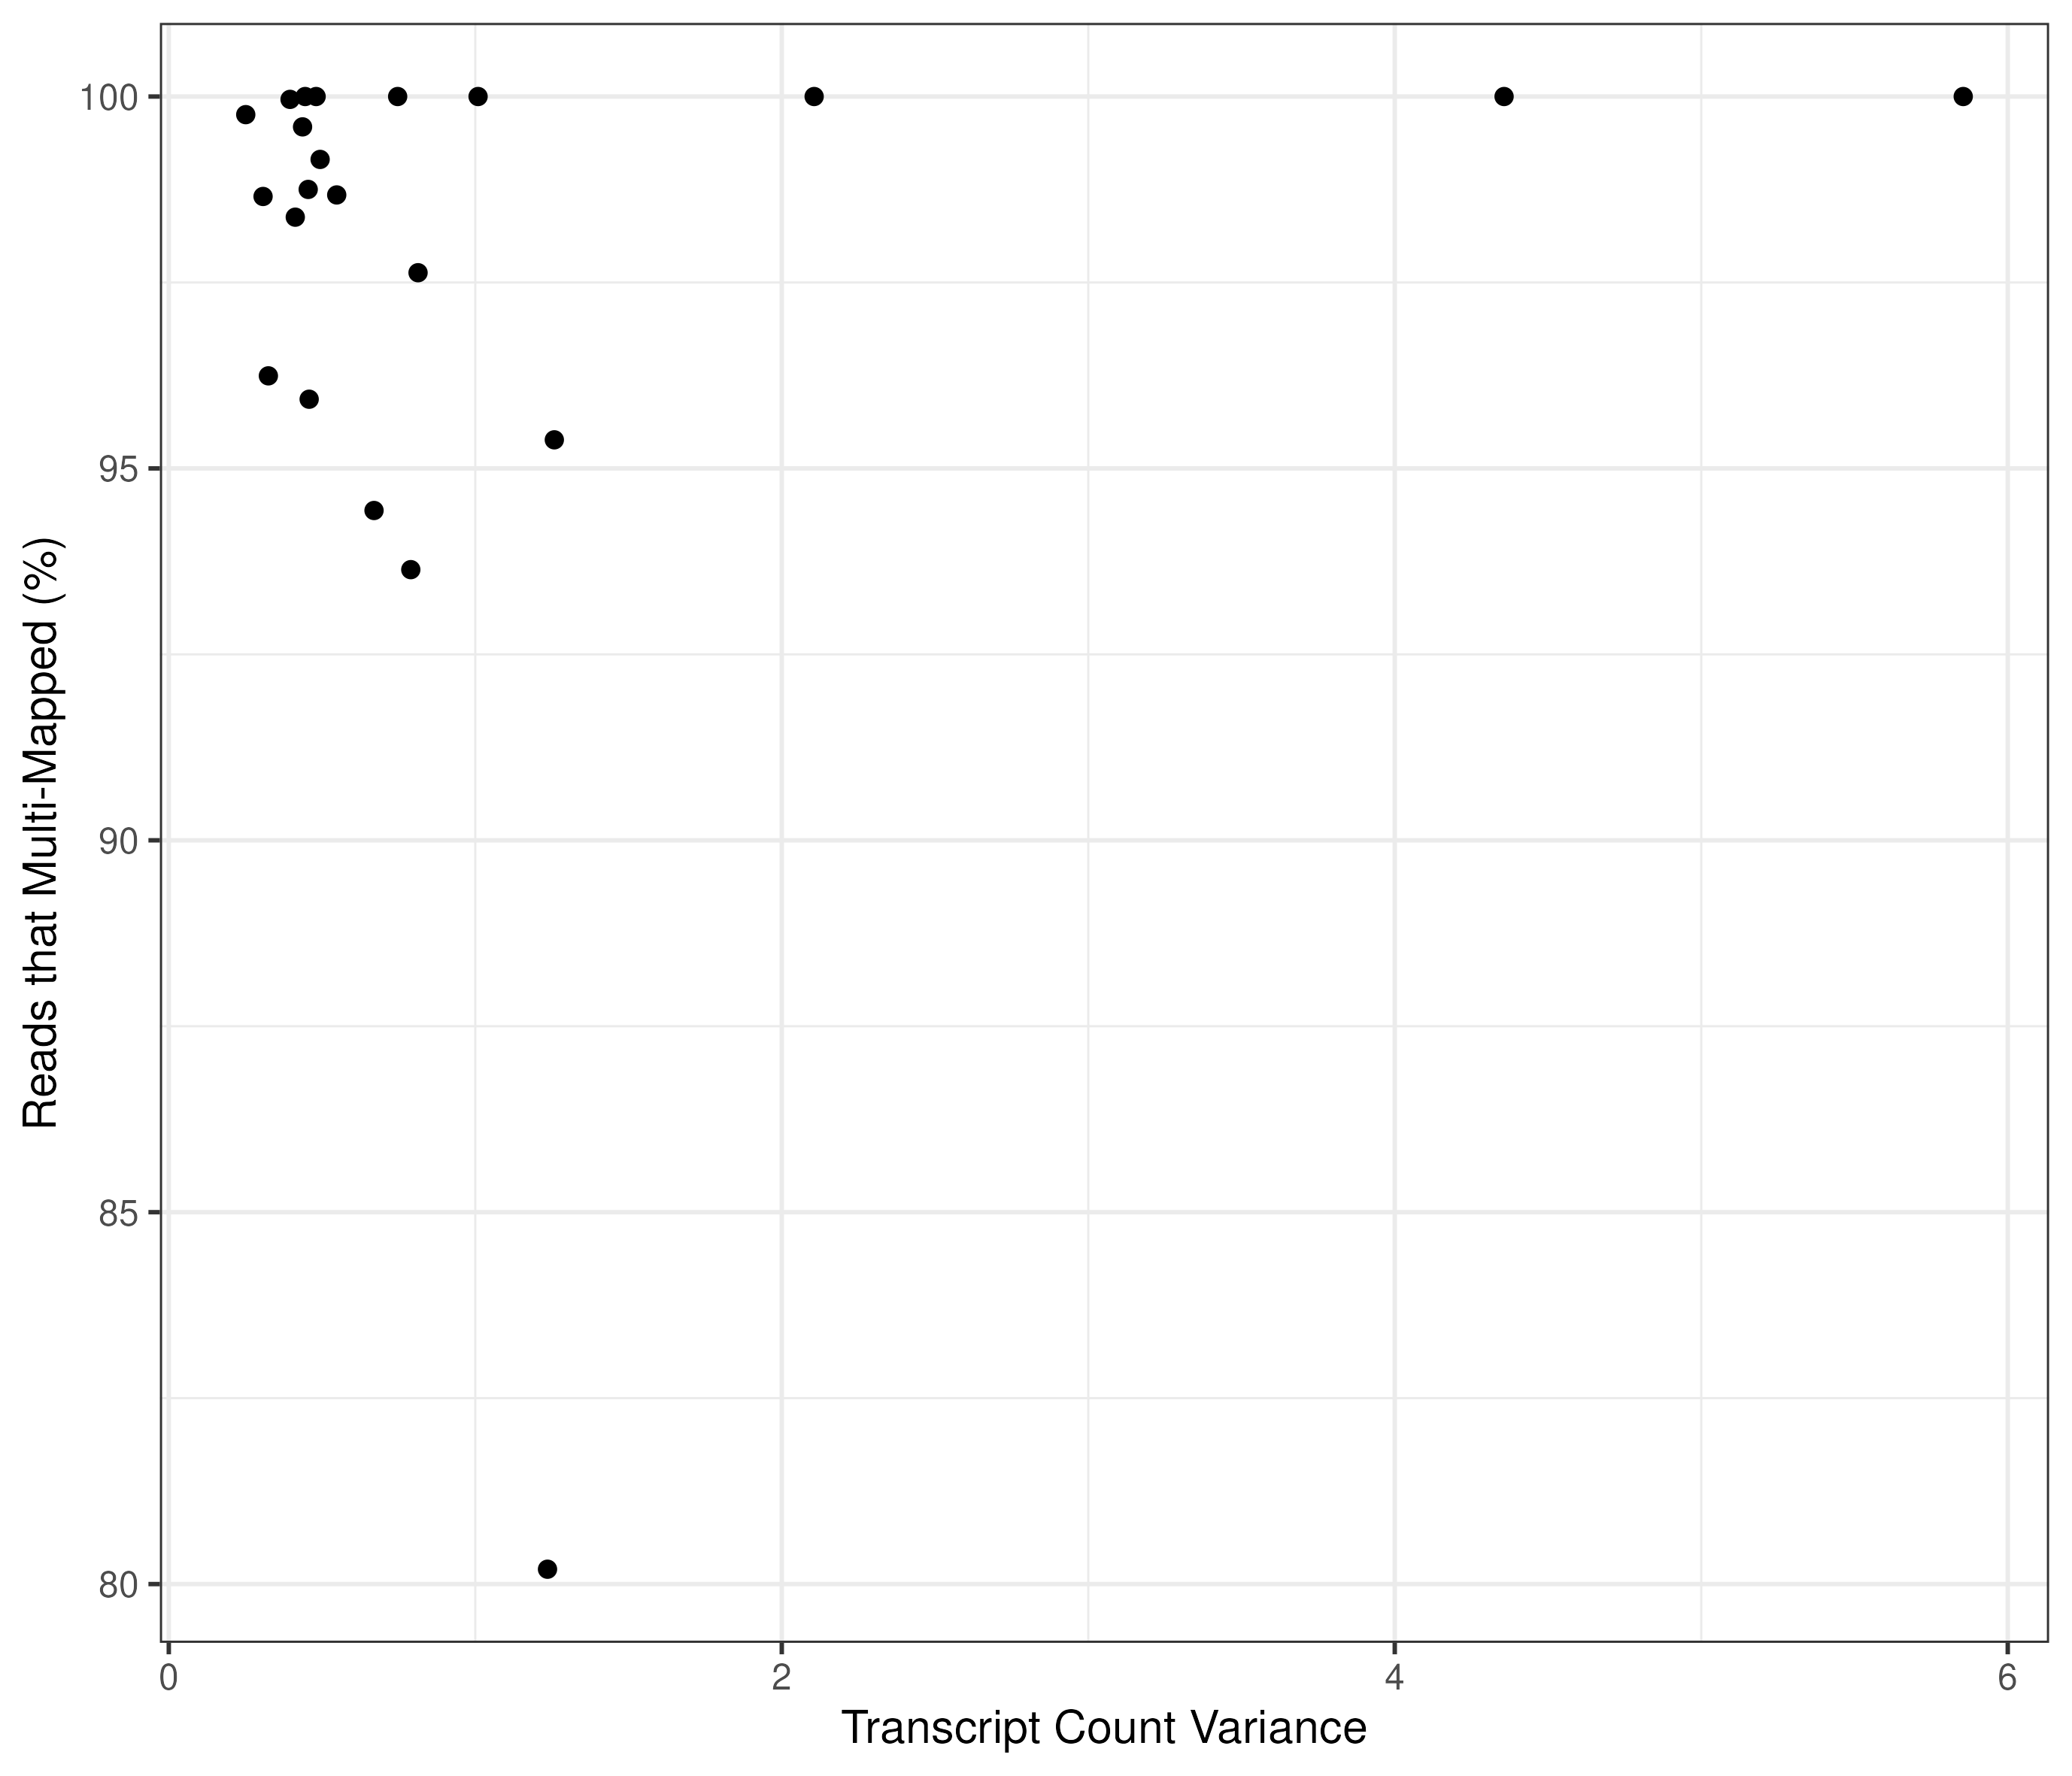 Reads that Multi-Mapped (%)
100
95
90
85
80
0 2 4 6
Transcript Count Variance